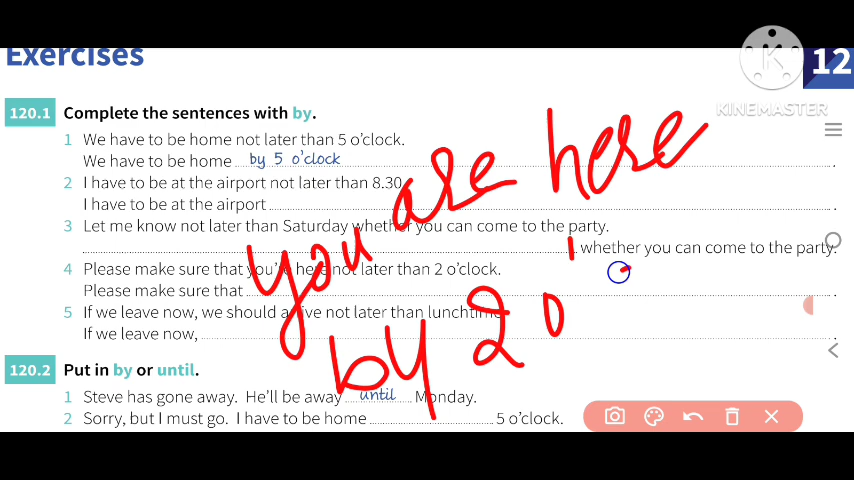 Exercises
12
KINEMASTER
120.1 Complete the sentences with by.
1 We have to be home not later than 5 o'clock.
We have to be home by 5 o'clock .
2 I have to be at the airport not later than 8.30.
I have to be at the airport .
3 Let me know not later than Saturday whether you can come to the party.
whether you can come to the party.
4 Please make sure that you're here not later than 2 o'clock.
Please make sure that .
5 If we leave now, we should arrive not later than lunchtime.
If we leave now, .
you are here
by 2 o'
120.2 Put in by or until.
1 Steve has gone away. He'll be away until Monday.
2 Sorry, but I must go. I have to be home 5 o'clock.